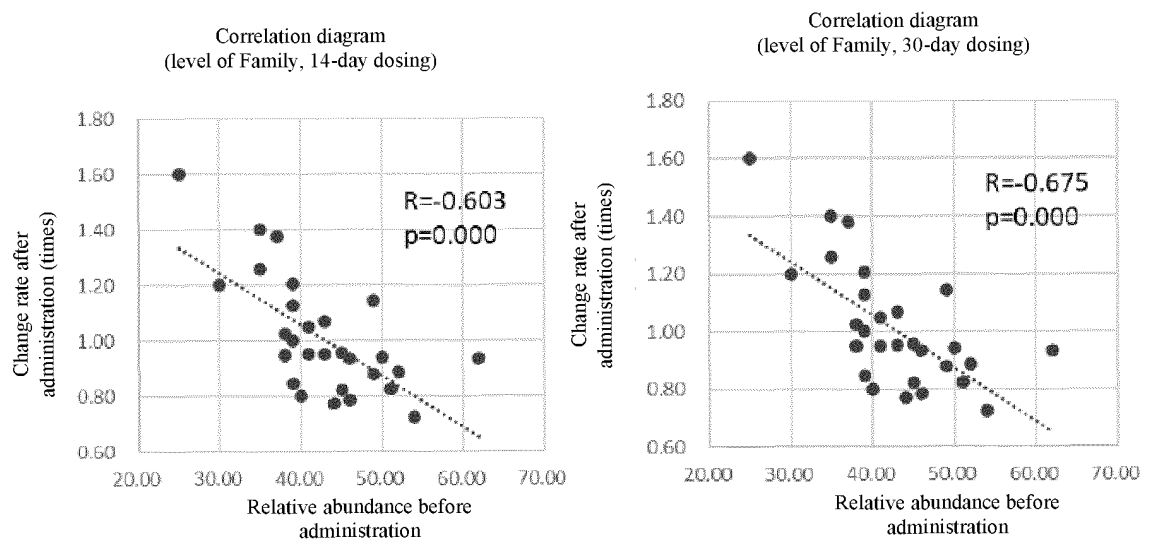 Correlation diagram
(level of Family, 14-day dosing)
1.80
1.60
1.40
1.20
1.00
0.80
0.60
Change rate after
administration (times)
R=-0.603
p=0.000
20.00 30.00 40.00 50.00 60.00 70.00
Relative abundance before
administration
Correlation diagram
(level of Family, 30-day dosing)
1.80
1.60
1.40
1.20
1.00
0.80
0.60
Change rate after
administration (times)
R=-0.675
p=0.000
20.00 30.00 40.00 50.00 60.00 70.00
Relative abundance before
administration